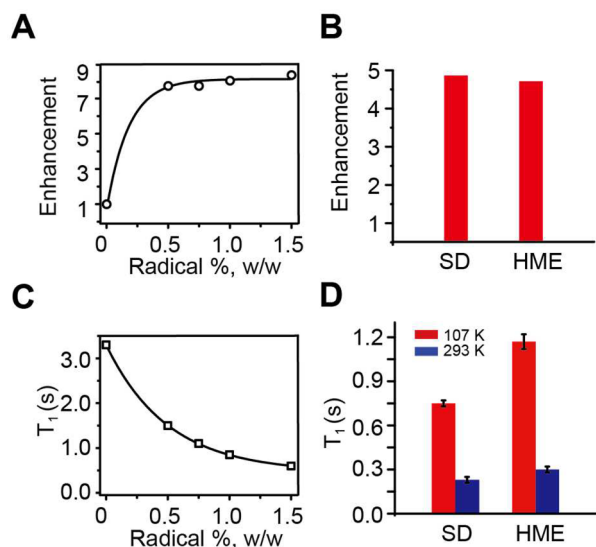 A
Enhancement
9
7
5
3
1
0
0.5
1.0
1.5
Radical %, w/w
B
Enhancement
5
4
3
2
1
SD
HME
C
T1 (s)
3.0
2.0
1.0
0.0
0
0.5
1.0
1.5
Radical %, w/w
D
107 K
293 K
T1 (s)
1.2
0.9
0.6
0.3
0.0
SD
HME